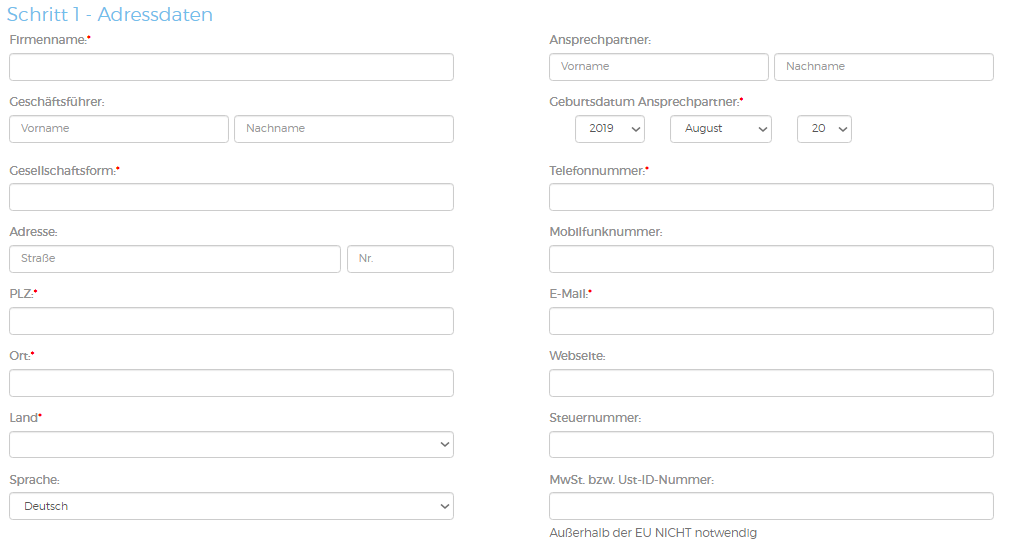 Schritt 1 - Adressdaten
Firmenname:*
Ansprechpartner:
Vorname
Nachname
Geschäftsführer:
Vorname
Nachname
Geburtsdatum Ansprechpartner:*
2019
August
20
Gesellschaftsform:*
Telefonnummer:*
Adresse:
Straße
Nr.
Mobilfunknummer:
PLZ:*
E-Mail:*
Ort:*
Webseite:
Land*
Steuernummer:
Sprache:
Deutsch
MwSt. bzw. Ust-ID-Nummer:
Außerhalb der EU NICHT notwendig